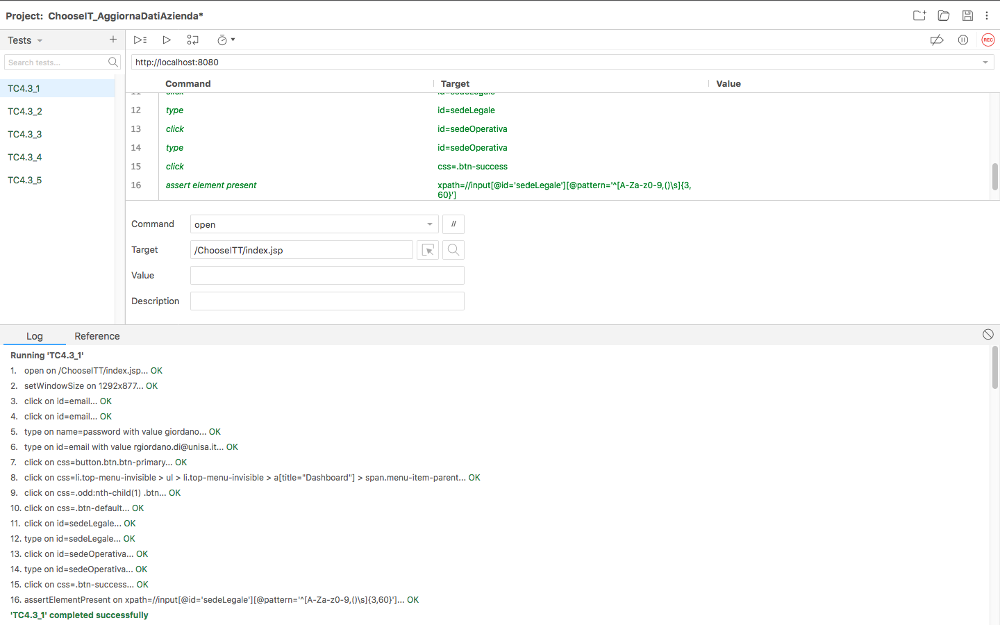 Project: ChooseIT_AggiornaDatiAzienda*
Tests
Search tests...
TC4.3_1
TC4.3_2
TC4.3_3
TC4.3_4
TC4.3_5
REC
http://localhost:8080
Command Target Value
11 click id=sedeLegale
12 type id=sedeLegale
13 click id=sedeOperativa
14 type id=sedeOperativa
15 click css=.btn-success
16 assert element present xpath=//input[@id='sedeLegale'][@pattern='^[A-Za-z0-9,()\s]{3,
60}']
Command open //
Target /ChooseITT/index.jsp
Value
Description
Log Reference
Running 'TC4.3_1'
1. open on /ChooseITT/index.jsp... OK
2. setWindowSize on 1292x877... OK
3. click on id=email... OK
4. click on id=email... OK
5. type on name=password with value giordano... OK
6. type on id=email with value rgiordano.di@unisa.it... OK
7. click on css=button.btn.btn-primary... OK
8. click on css=li.top-menu-invisible > ul > li.top-menu-invisible > a[title="Dashboard"] > span.menu-item-parent... OK
9. click on css=.odd:nth-child(1) .btn... OK
10. click on css=.btn-default... OK
11. click on id=sedeLegale... OK
12. type on id=sedeLegale... OK
13. click on id=sedeOperativa... OK
14. type on id=sedeOperativa... OK
15. click on css=.btn-success... OK
16. assertElementPresent on xpath=//input[@id='sedeLegale'][@pattern='^[A-Za-z0-9,()\s]{3,60}']... OK
'TC4.3_1' completed successfully